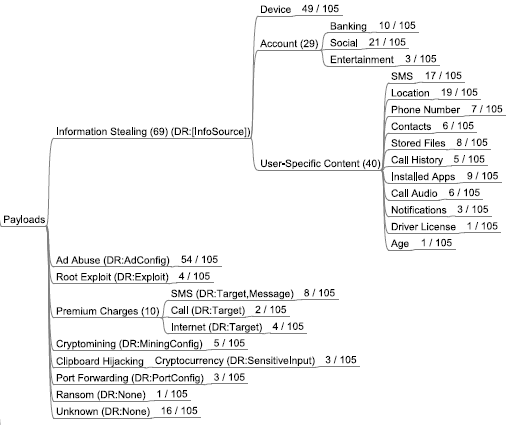 Device 49 / 105
Banking 10 / 105
Account (29)
Social 21 / 105
Entertainment 3 / 105
SMS 17 / 105
Location 19 / 105
Phone Number 7 / 105
Contacts 6 / 105
Information Stealing (69) (DR:[InfoSource])
Stored Files 8 / 105
Call History 5 / 105
User-Specific Content (40)
Installed Apps 9 / 105
Call Audio 6 / 105
Notifications 3 / 105
Payloads
Driver License 1 / 105
Age 1 / 105
Ad Abuse (DR:AdConfig) 54 / 105
Root Exploit (DR:Exploit) 4 / 105
SMS (DR:Target,Message) 8 / 105
Premium Charges (10)
Call (DR:Target) 2 / 105
Internet (DR:Target) 4 / 105
Cryptomining (DR:MiningConfig) 5 / 105
Clipboard Hijacking Cryptocurrency (DR:SensitiveInput) 3 / 105
Port Forwarding (DR:PortConfig) 3 / 105
Ransom (DR:None) 1 / 105
Unknown (DR:None) 16 / 105